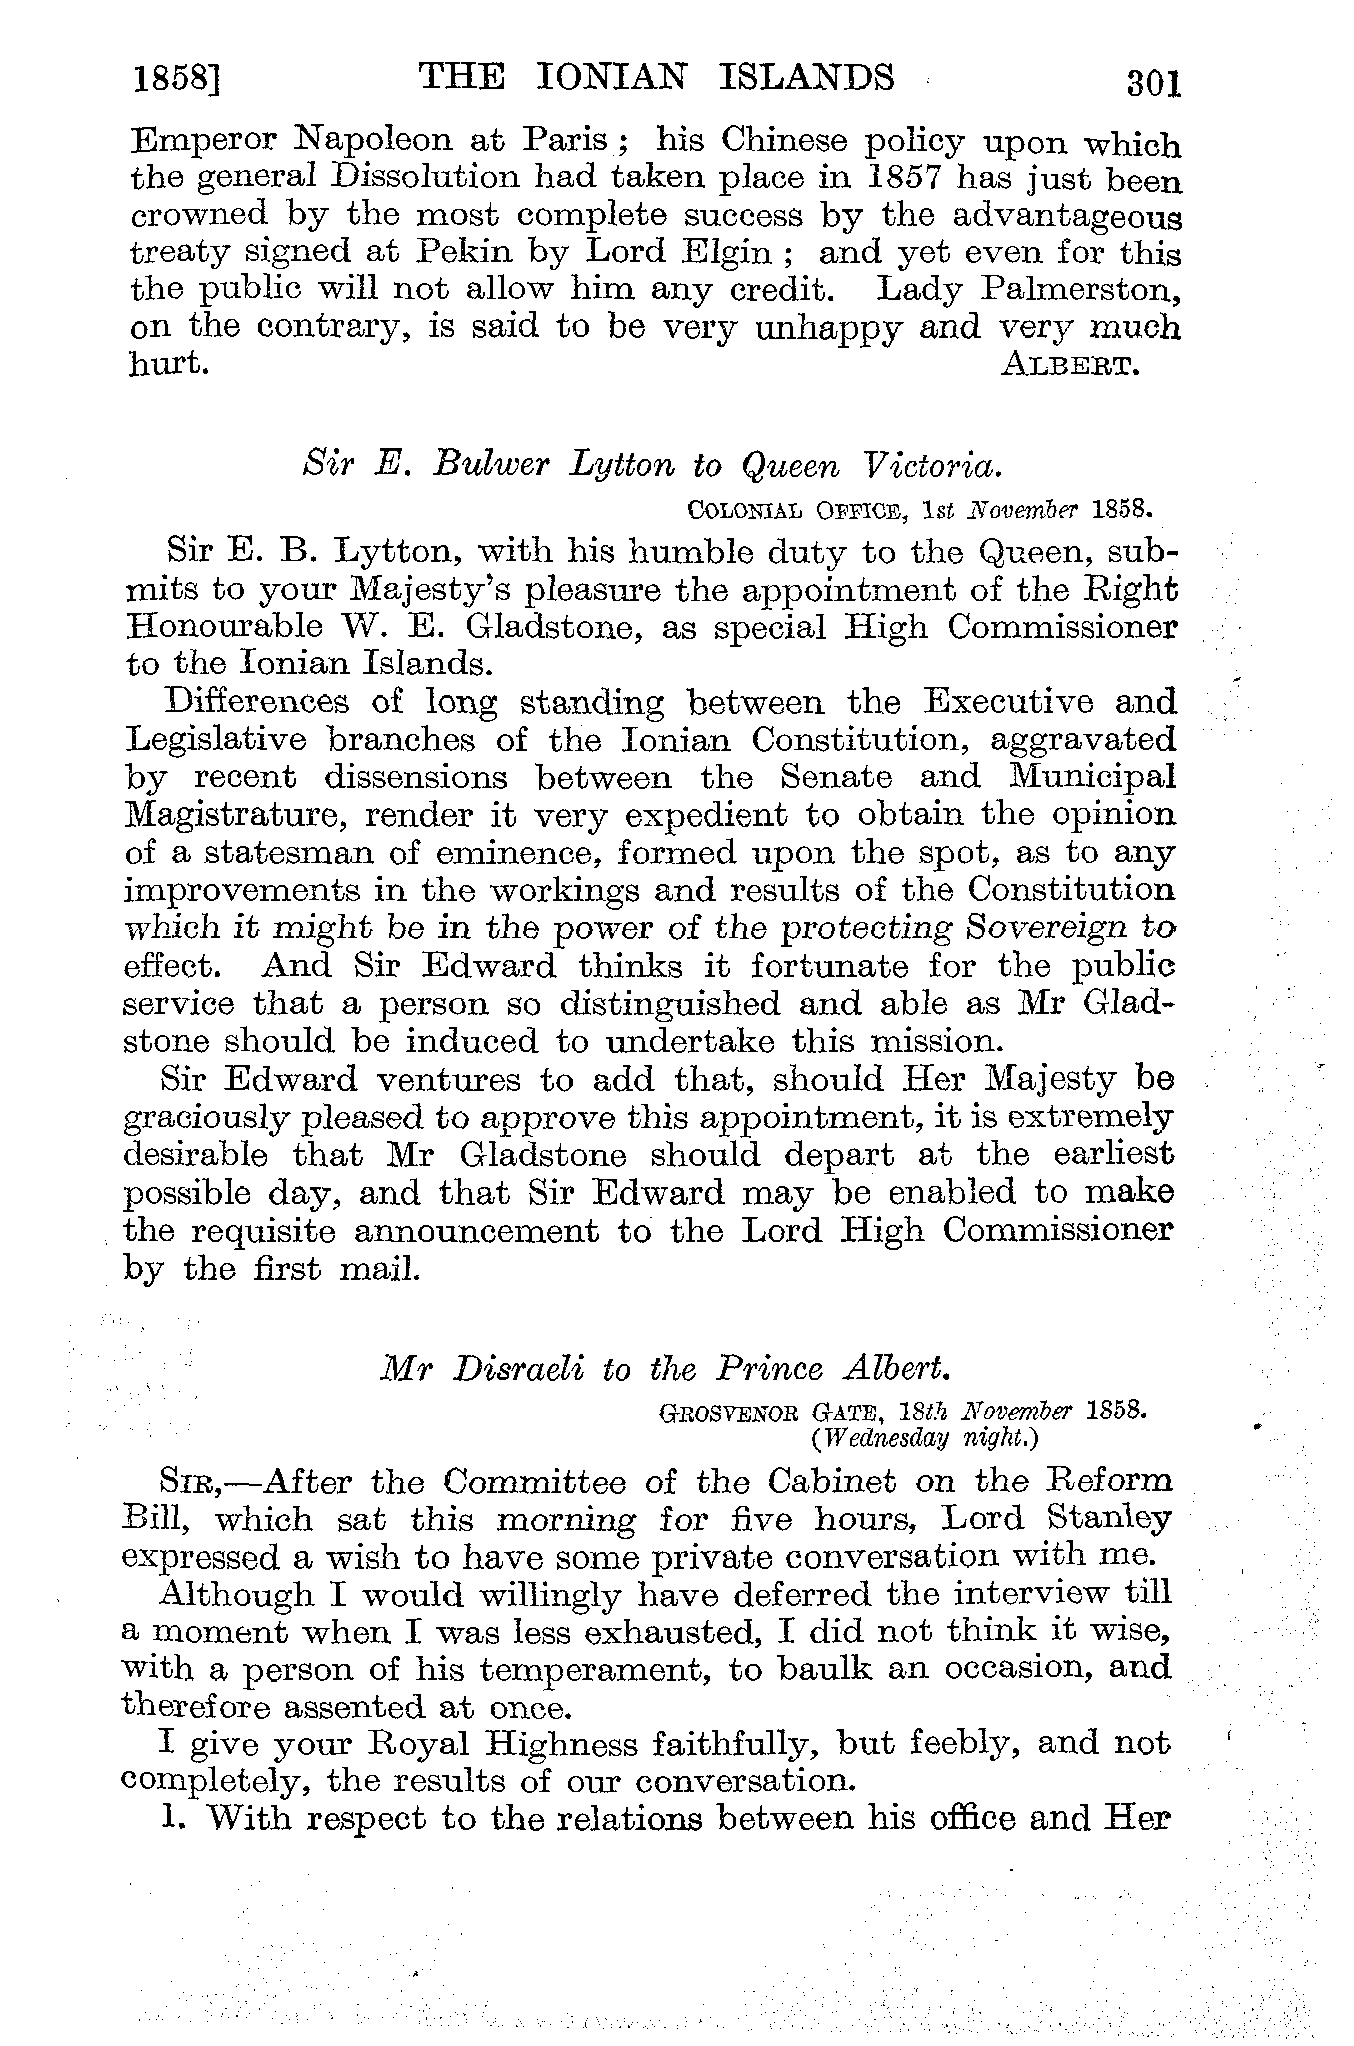 1858] THE IONIAN ISLANDS 301
Emperor Napoleon at Paris ; his Chinese policy upon which
the general Dissolution had taken place in 1857 has just been
crowned by the most complete success by the advantageous
treaty signed at Pekin by Lord Elgin ; and yet even for this
the public will not allow him any credit. Lady Palmerston,
on the contrary, is said to be very unhappy and very much
hurt. ALBERT.
Sir E. Bulwer Lytton to Queen Victoria.
COLONIAL OFFICE, 1st November 1858.
Sir E. B. Lytton, with his humble duty to the Queen, sub-
mits to your Majesty's pleasure the appointment of the Right
Honourable W. E. Gladstone, as special High Commissioner
to the Ionian Islands.
Differences of long standing between the Executive and
Legislative branches of the Ionian Constitution, aggravated
by recent dissensions between the Senate and Municipal
Magistrature, render it very expedient to obtain the opinion
of a statesman of eminence, formed upon the spot, as to any
improvements in the workings and results of the Constitution
which it might be in the power of the protecting Sovereign to
effect. And Sir Edward thinks it fortunate for the public
service that a person so distinguished and able as Mr Glad-
stone should be induced to undertake this mission.
Sir Edward ventures to add that, should Her Majesty be
graciously pleased to approve this appointment, it is extremely
desirable that Mr Gladstone should depart at the earliest
possible day, and that Sir Edward may be enabled to make
the requisite announcement to the Lord High Commissioner
by the first mail.
Mr Disraeli to the Prince Albert.
GROSVENOR GATE, 18th November 1858.
(Wednesday night.)
SIR,—After the Committee of the Cabinet on the Reform
Bill, which sat this morning for five hours, Lord Stanley
expressed a wish to have some private conversation with me.
Although I would willingly have deferred the interview till
a moment when I was less exhausted, I did not think it wise,
with a person of his temperament, to baulk an occasion, and
therefore assented at once.
I give your Royal Highness faithfully, but feebly, and not
completely, the results of our conversation.
1. With respect to the relations between his office and Her